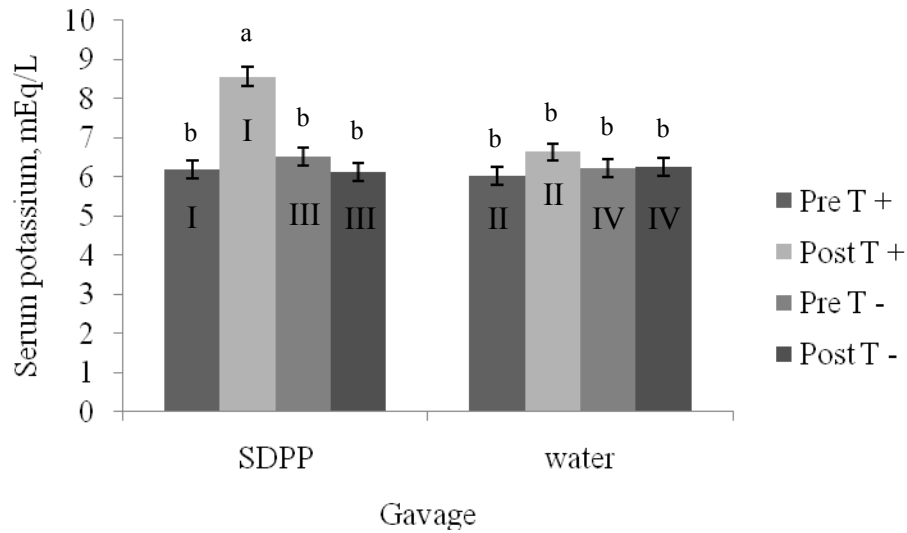 Serum potassium, mEq/L
10
9
8
7
6
5
4
3
2
1
0
b
a
b
b
b
b
b
b
I
I
III
III
II
II
IV
IV
SDPP
water
Gavage
Pre T +
Post T +
Pre T -
Post T -